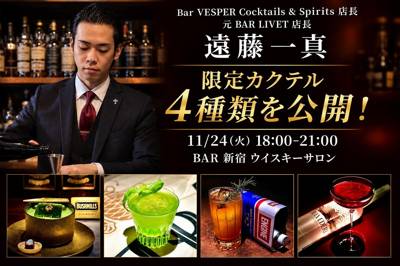 Bar VESPER Cocktails & Spirits 店長
元 BAR LIVET 店長
遠藤一真
限定カクテル
4種類を公開！
11/24(火) 18:00-21:00
BAR 新宿 ウイスキーサロン
BUSHMILLS